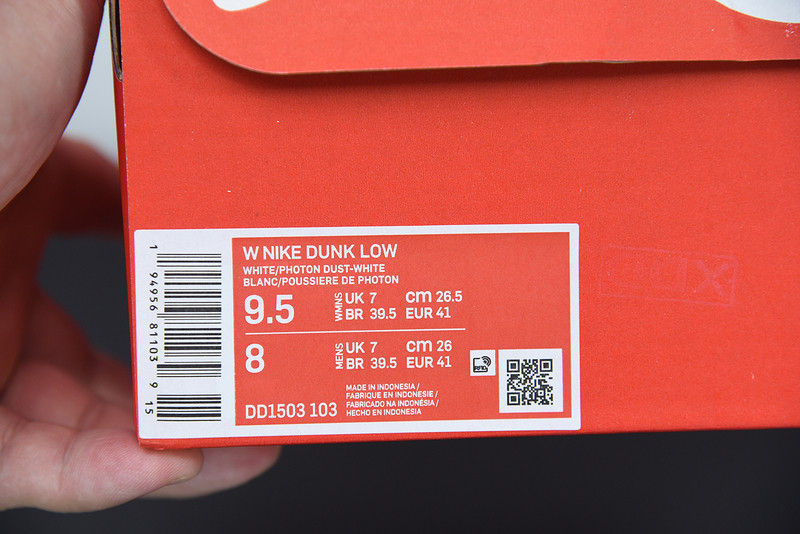 W NIKE DUNK LOW
WHITE/PHOTON DUST-WHITE
BLANC/POUSSIERE DE PHOTON
9.5 WMNS UK 7 cm 26.5
BR 39.5 EUR 41
8 MENS UK 7 cm 26
BR 39.5 EUR 41
DD1503 103
MADE IN INDONESIA /
FABRIQUE EN INDONESIE /
FABRICADO NA INDONÉSIA /
HECHO EN INDONESIA
1 94956 81103 9 15